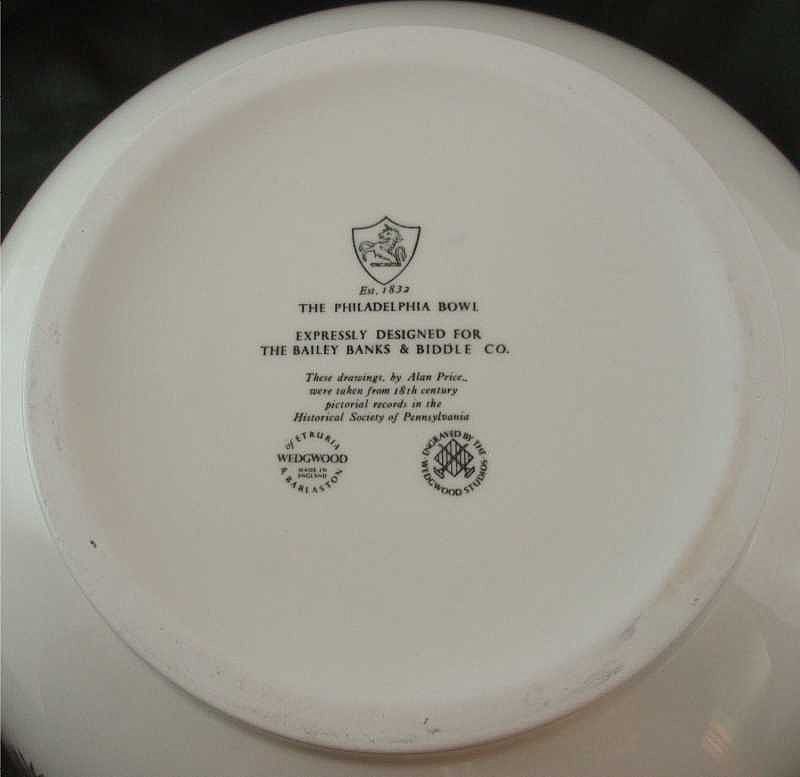 Est. 1832
THE PHILADELPHIA BOWL
EXPRESSLY DESIGNED FOR
THE BAILEY BANKS & BIDDLE CO.
These drawings, by Alan Price,
were taken from 18th century
pictorial records in the
Historical Society of Pennsylvania
of ETRURIA
WEDGWOOD
MADE IN
ENGLAND
& BARLASTON
ENGRAVED BY THE
WEDGWOOD STUDIOS